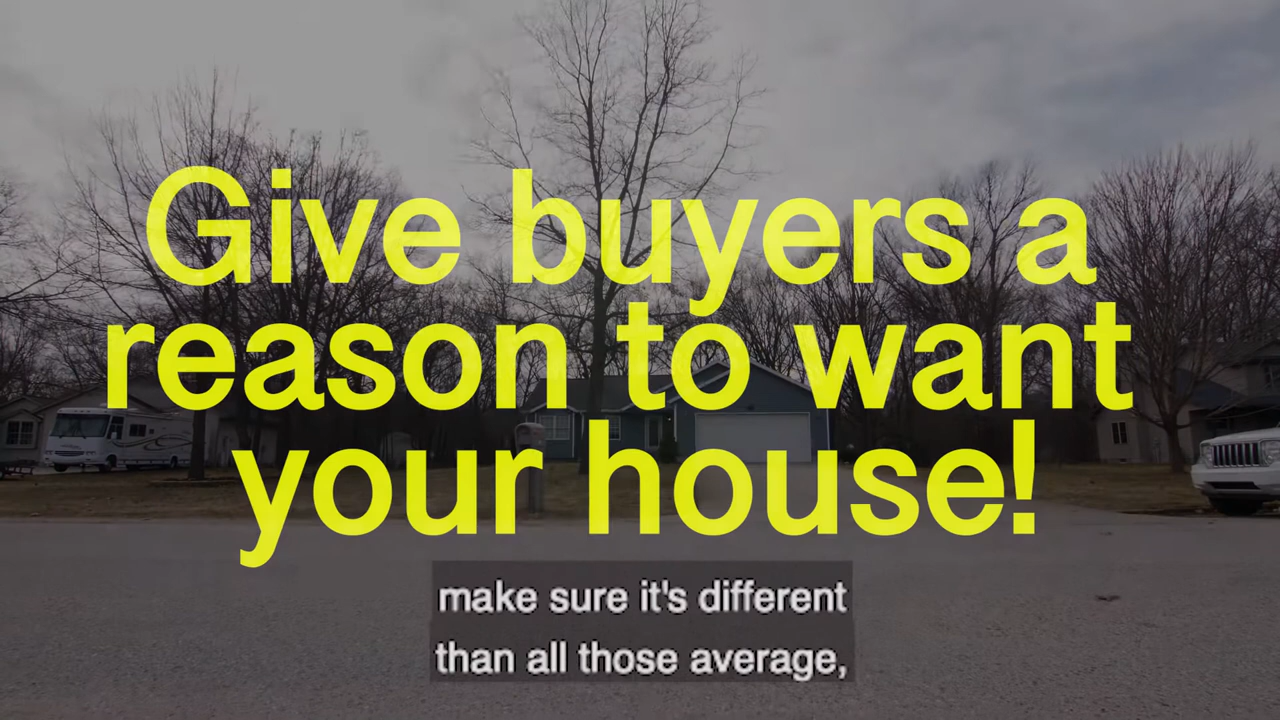 Give buyers a
reason to want
your house!
make sure it's different
than all those average,